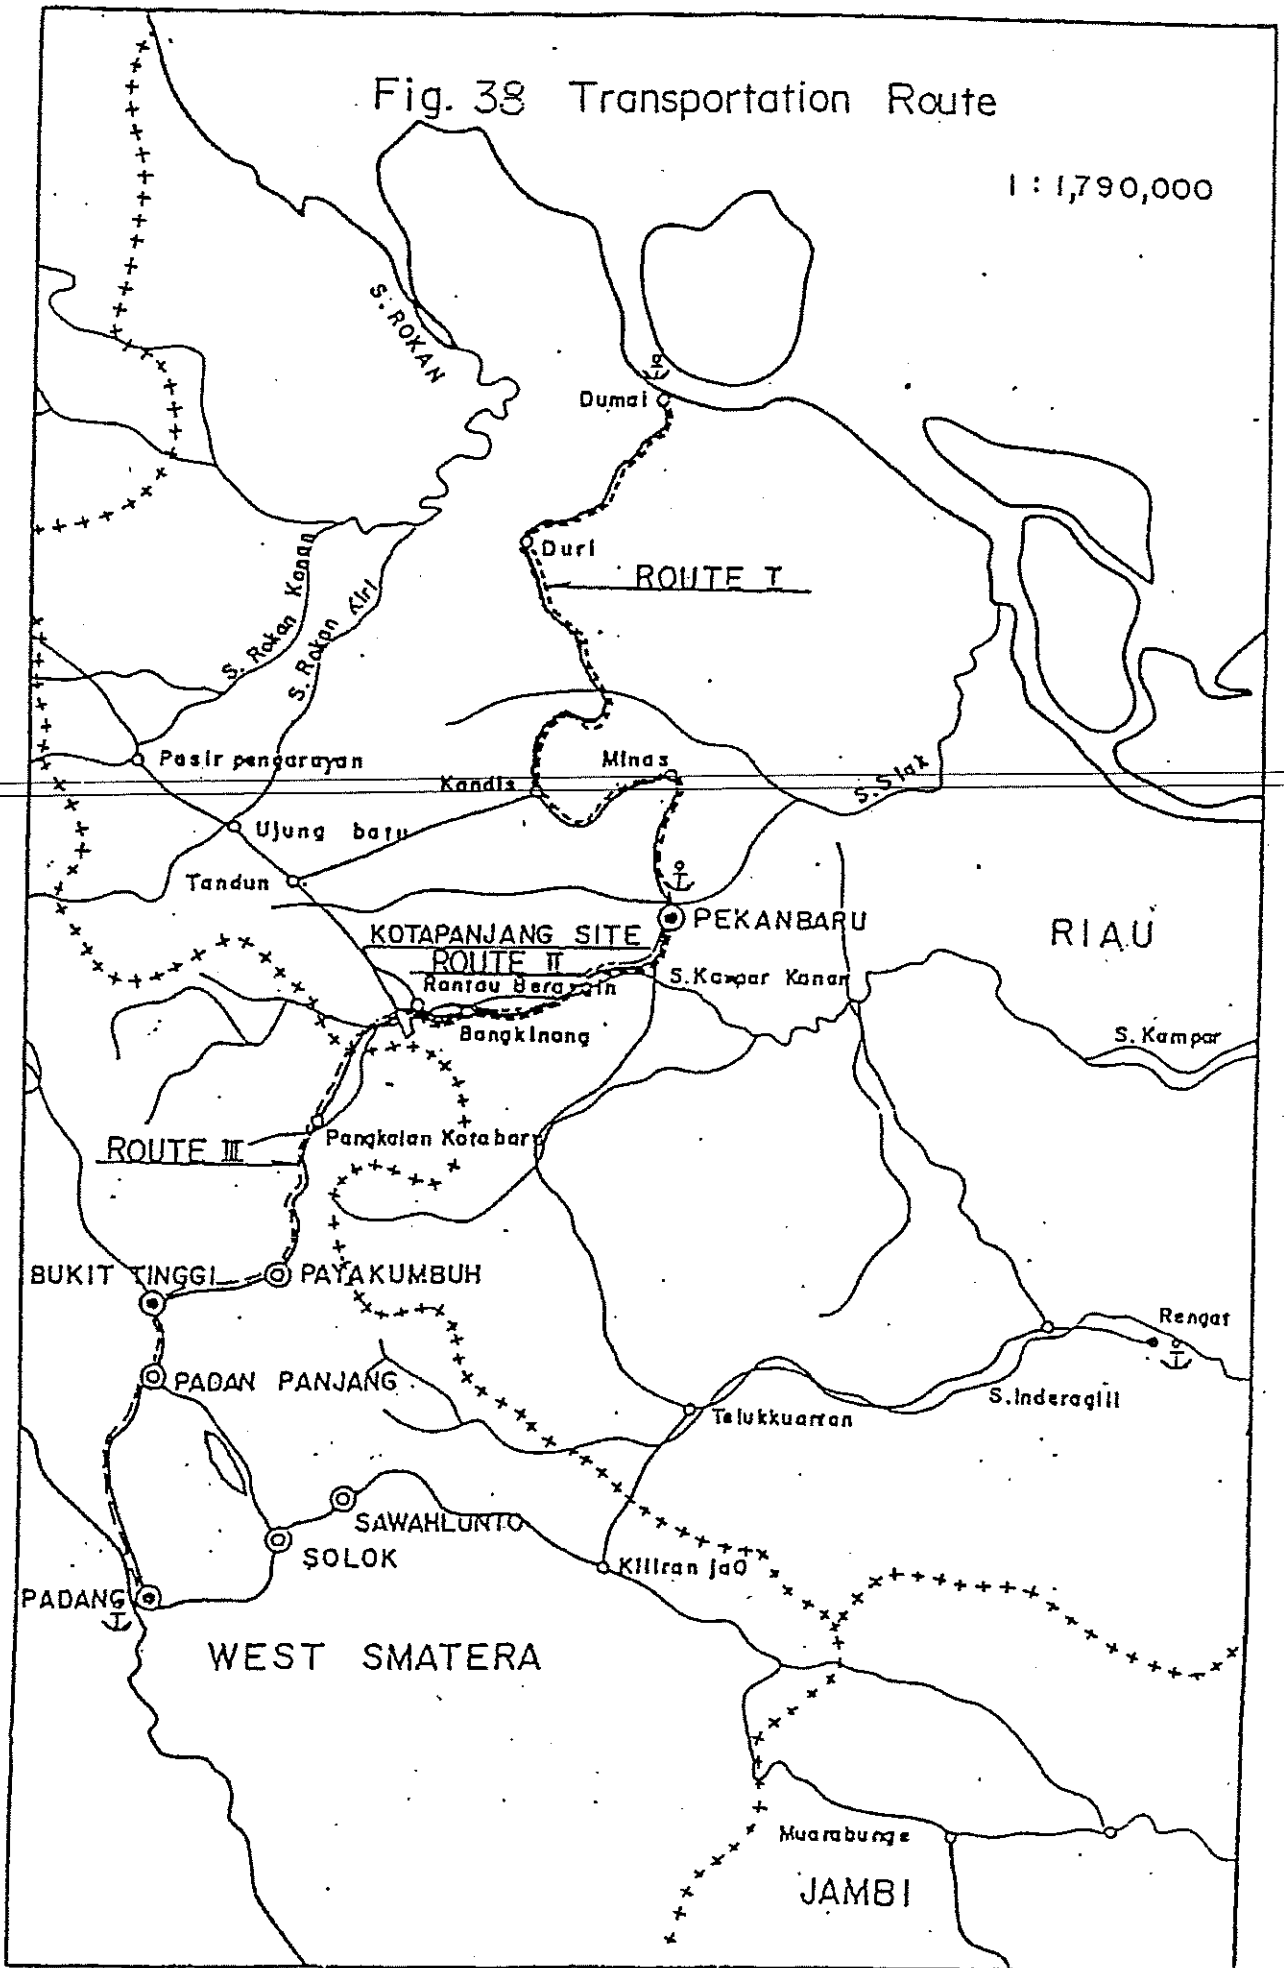 Fig. 38 Transportation Route
1 : 1,790,000
S. ROKAN
Dumai
Duri
ROUTE I
S. Rokan Kanan
S. Rokan Kiri
Pasir pengarayan
Minas
Kandis
S. Siak
Ujung batu
Tandun
PEKANBARU
RIAU
KOTAPANJANG SITE
ROUTE II
S. Kampar Kanan
Rantau Berangin
Bangkinang
S. Kampar
Pangkalan Kotabaru
ROUTE III
BUKIT TINGGI
PAYAKUMBUH
Rengat
PADAN PANJANG
S. Inderagili
Telukkuantan
SAWAHLUNTO
SOLOK
Kiliran jao
PADANG
WEST SMATERA
Muarabunge
JAMBI